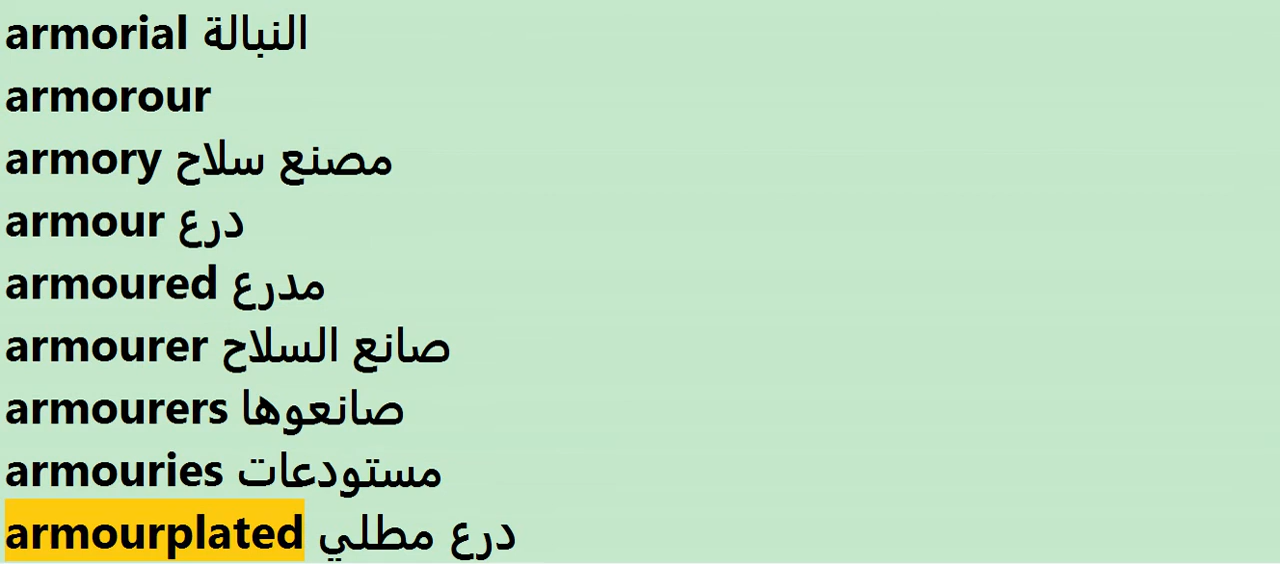 armorial النبالة
armorour
armory مصنع سلاح
armour درع
armoured مدرع
armourer صانع السلاح
armourers صانعوها
armouries مستودعات
armourplated درع مطلي